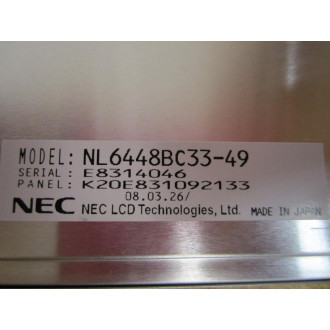 MODEL: NL6448BC33-49
SERIAL: E8314046
PANEL: K20E831092133
08.03.26/
NEC NEC LCD Technologies, Ltd. MADE IN JAPAN